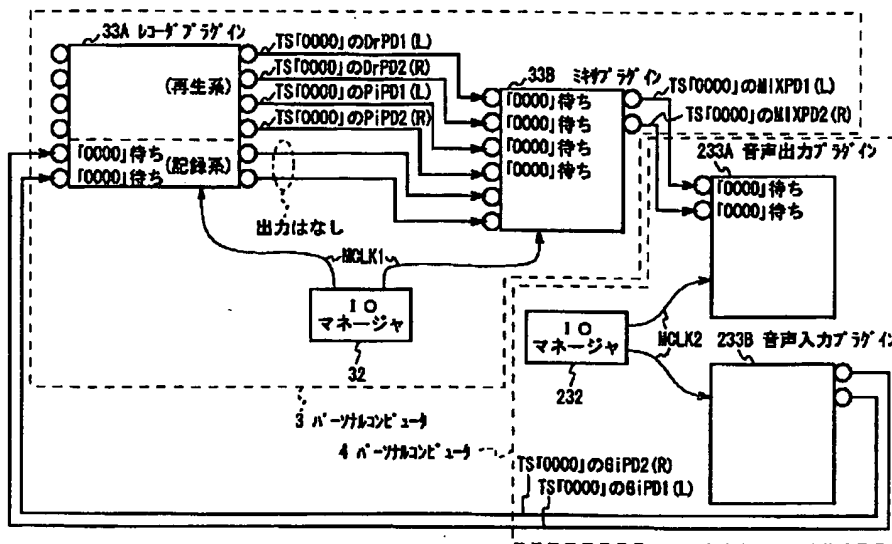 33A レコーダプラグイン
(再生系)
TS「0000」のDrPD1(L)
TS「0000」のDrPD2(R)
TS「0000」のPiPD1(L)
TS「0000」のPiPD2(R)
「0000」待ち
(記録系)
「0000」待ち
出力はなし
33B ミキサプラグイン
「0000」待ち
「0000」待ち
「0000」待ち
「0000」待ち
TS「0000」のMIXPD1(L)
TS「0000」のMIXPD2(R)
233A 音声出力プラグイン
「0000」待ち
「0000」待ち
MCLK1
IO
マネージャ
32
IO
マネージャ
232
MCLK2
233B 音声入力プラグイン
3 パーソナルコンピュータ
4 パーソナルコンピュータ
TS「0000」のGiPD2(R)
TS「0000」のGiPD1(L)